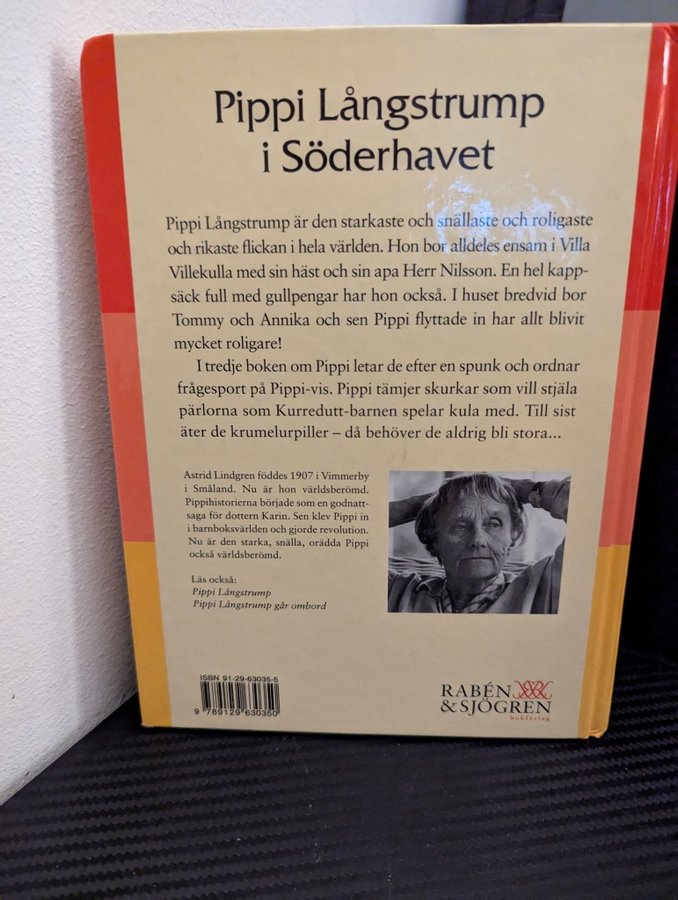 Pippi Långstrump
i Söderhavet
Pippi Långstrump är den starkaste och snällaste och roligaste
och rikaste flickan i hela världen. Hon bor alldeles ensam i Villa
Villekulla med sin häst och sin apa Herr Nilsson. En hel kapp-
säck full med gullpengar har hon också. I huset bredvid bor
Tommy och Annika och sen Pippi flyttade in har allt blivit
mycket roligare!
I tredje boken om Pippi letar de efter en spunk och ordnar
frågesport på Pippi-vis. Pippi tämjer skurkar som vill stjäla
pärlorna som Kurredutt-barnen spelar kula med. Till sist
äter de krumelurpiller – då behöver de aldrig bli stora...
Astrid Lindgren föddes 1907 i Vimmerby
i Småland. Nu är hon världsberömd.
Pippihistorierna började som en godnatt-
saga för dottern Karin. Sen klev Pippi in
i barnboksvärlden och gjorde revolution.
Nu är den starka, snälla, orädda Pippi
också världsberömd.
Läs också:
Pippi Långstrump
Pippi Långstrump går ombord
ISBN 91-29-63035-5
9 789129 630350
RABÉN
& SJÖGREN
bokförlag